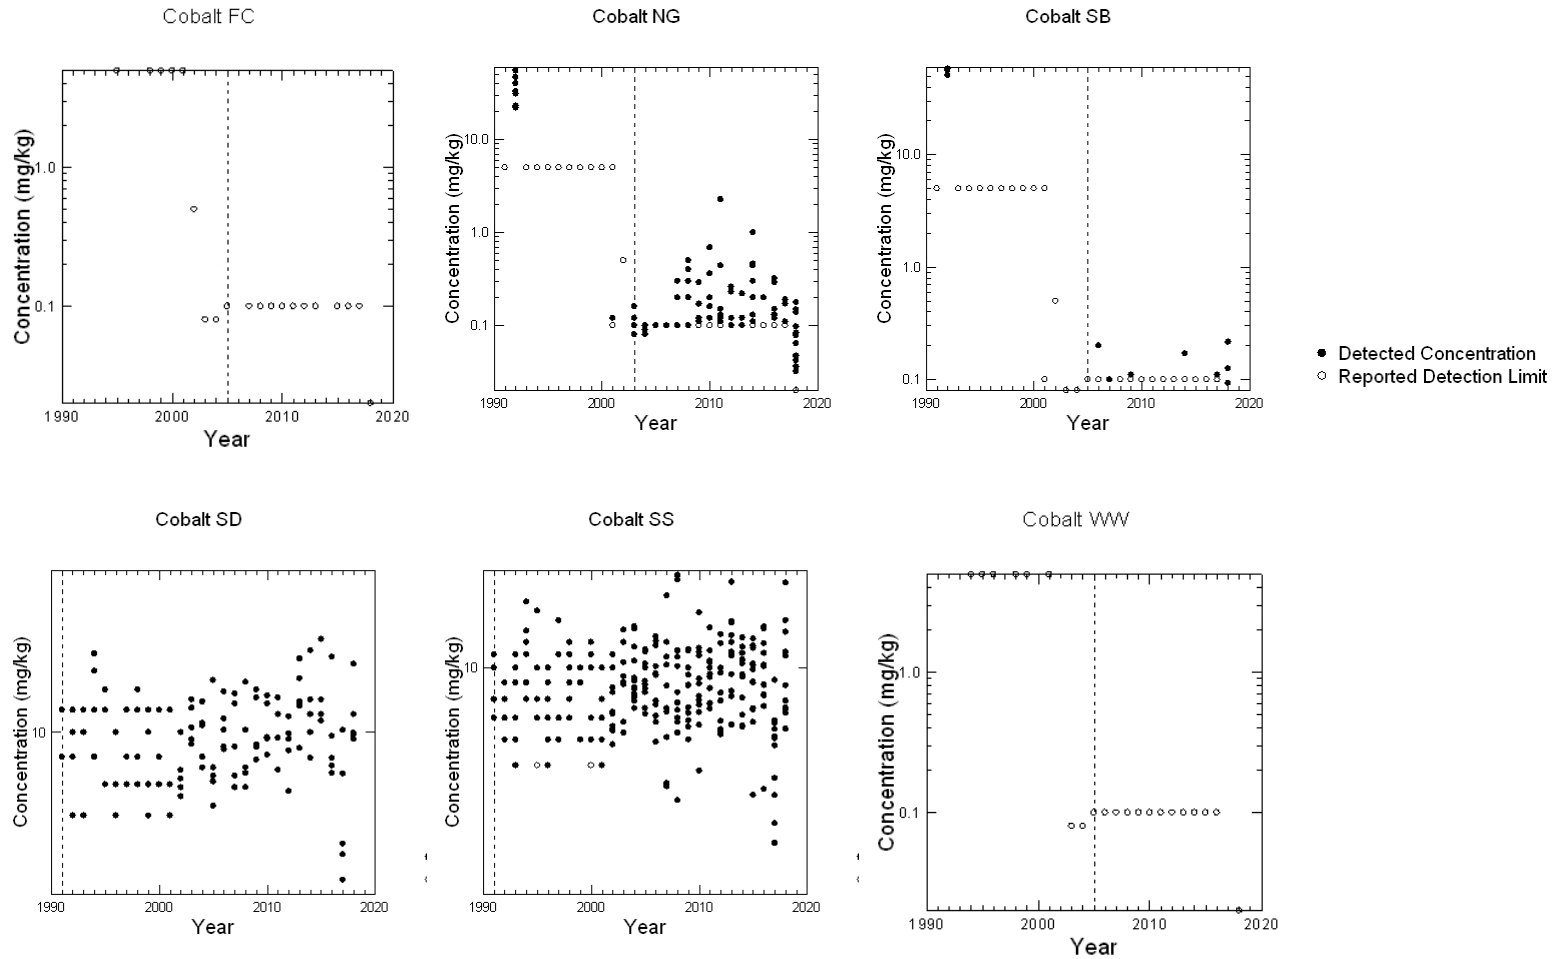 Cobalt FC
Cobalt NG
Cobalt SB
Concentration (mg/kg)
1.0
0.1
1990
2000
2010
2020
Year
Concentration (mg/kg)
10.0
1.0
0.1
1990
2000
2010
2020
Year
Concentration (mg/kg)
10.0
1.0
0.1
1990
2000
2010
2020
Year
Detected Concentration
Reported Detection Limit
Cobalt SD
Cobalt SS
Cobalt WW
Concentration (mg/kg)
10
1990
2000
2010
2020
Year
Concentration (mg/kg)
10
1990
2000
2010
2020
Year
Concentration (mg/kg)
1.0
0.1
1990
2000
2010
2020
Year